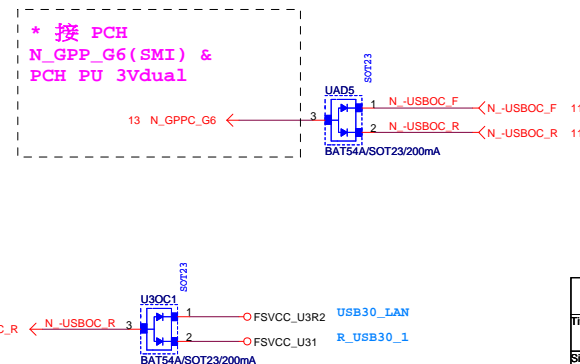 * 接 PCH
N_GPP_G6(SMI) &
PCH PU 3Vdual
SOT23
UAD5
13 N_GPPC_G6
3
1 N_-USBOC_F
N_-USBOC_F 11
2 N_-USBOC_R
N_-USBOC_R 11
BAT54A/SOT23/200mA
SOT23
U3OC1
N_-USBOC_R 3
1
FSVCC_U3R2 USB30_LAN
2
FSVCC_U31 R_USB30_1
BAT54A/SOT23/200mA